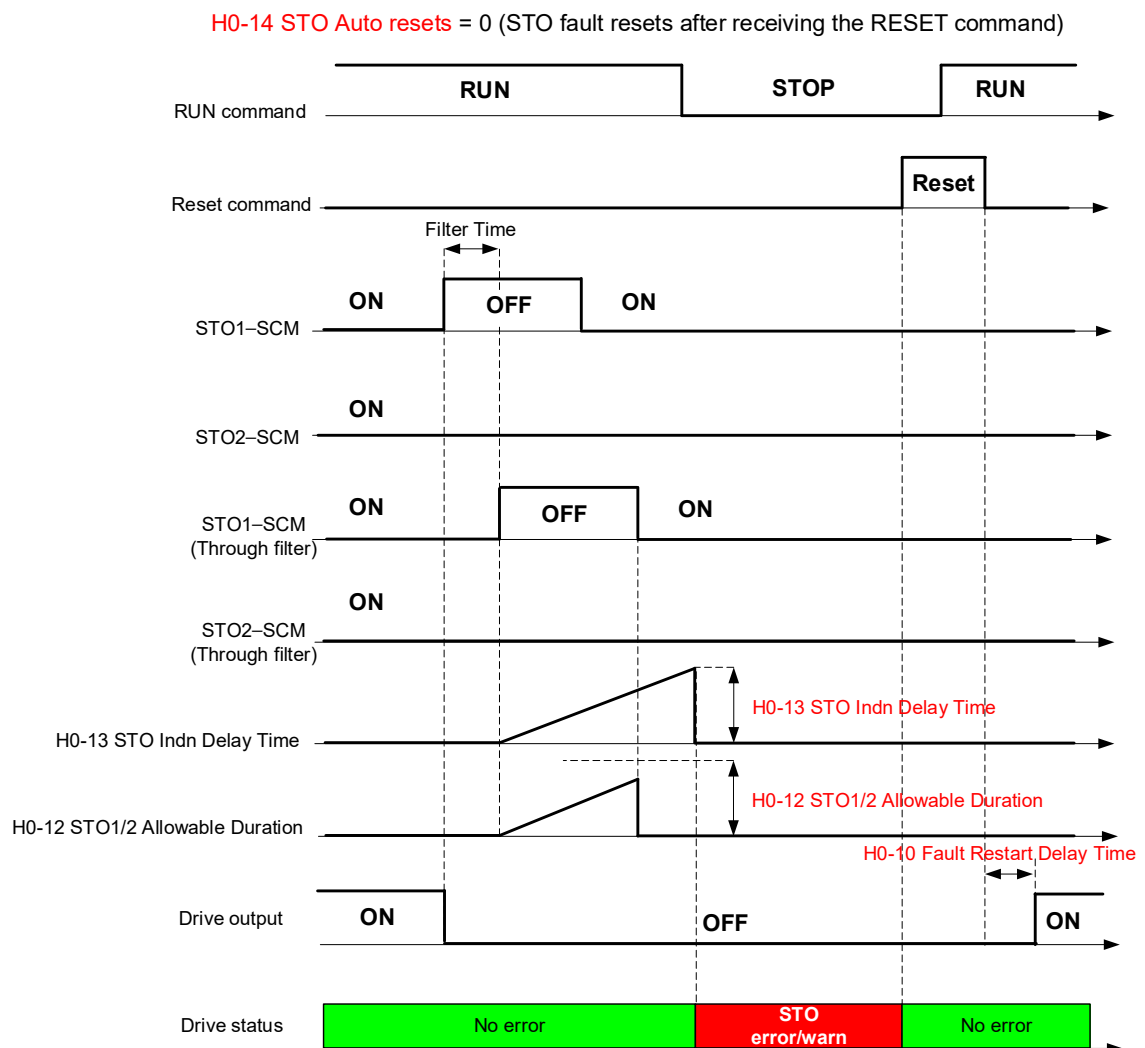 H0-14 STO Auto resets = 0 (STO fault resets after receiving the RESET command)
RUN
STOP
RUN
RUN command
Reset
Reset command
Filter Time
ON
OFF
ON
STO1–SCM
ON
STO2–SCM
ON
OFF
ON
STO1–SCM
(Through filter)
ON
STO2–SCM
(Through filter)
H0-13 STO Indn Delay Time
H0-13 STO Indn Delay Time
H0-12 STO1/2 Allowable Duration
H0-12 STO1/2 Allowable Duration
H0-10 Fault Restart Delay Time
Drive output
ON
OFF
ON
Drive status
No error
STO
error/warn
No error